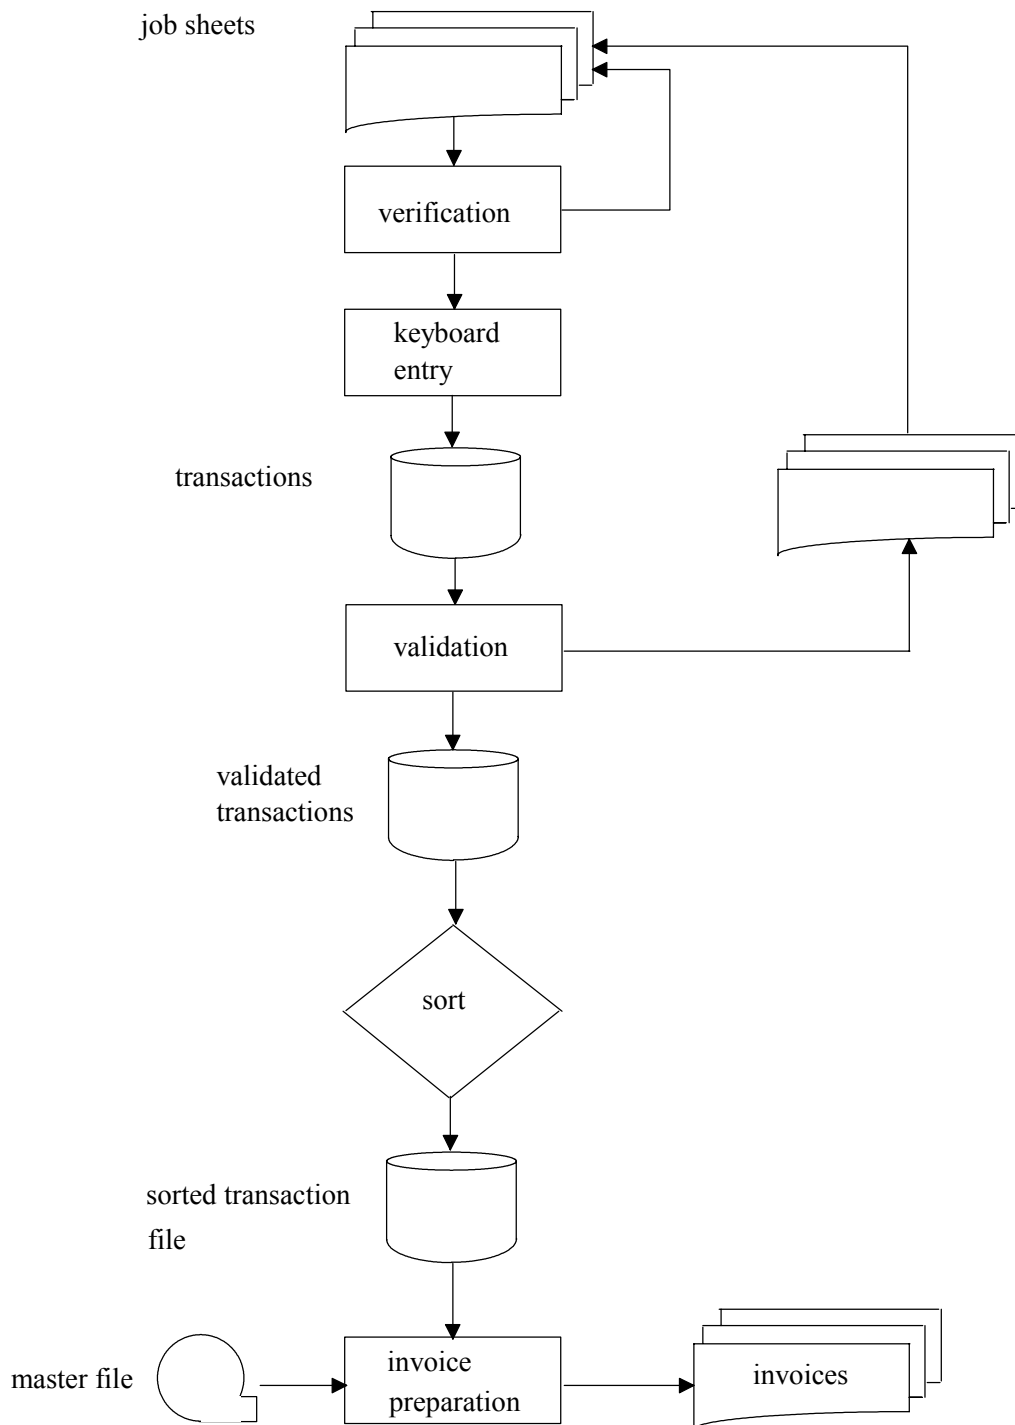 job sheets
verification
keyboard
entry
transactions
validation
validated
transactions
sort
sorted transaction
file
master file
invoice
preparation
invoices